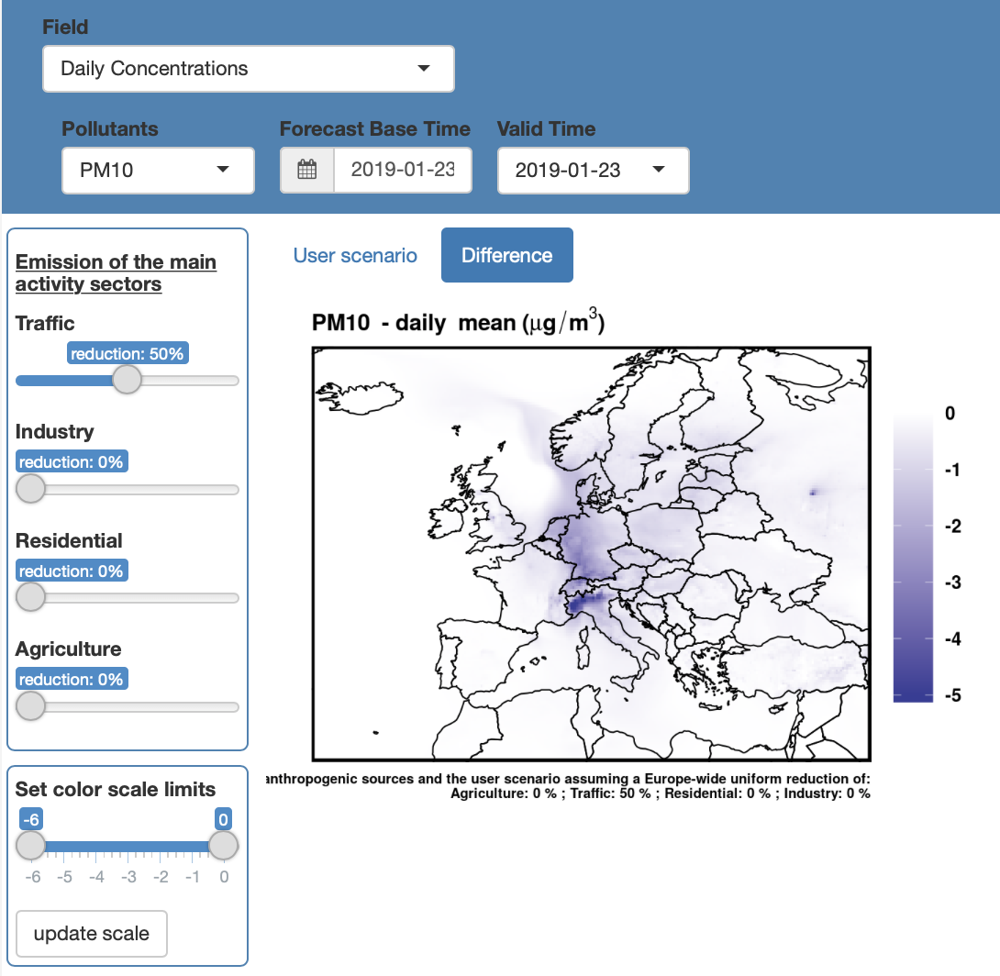 Field
Daily Concentrations
Pollutants Forecast Base Time Valid Time
PM10 2019-01-23 2019-01-23
Emission of the main
activity sectors
Traffic
reduction: 50%
Industry
reduction: 0%
Residential
reduction: 0%
Agriculture
reduction: 0%
Set color scale limits
-6 0
-6 -5 -4 -3 -2 -1 0
update scale
User scenario Difference
PM10 - daily mean (μg/m³)
0
-1
-2
-3
-4
-5
anthropogenic sources and the user scenario assuming a Europe-wide uniform reduction of:
Agriculture: 0 % ; Traffic: 50 % ; Residential: 0 % ; Industry: 0 %